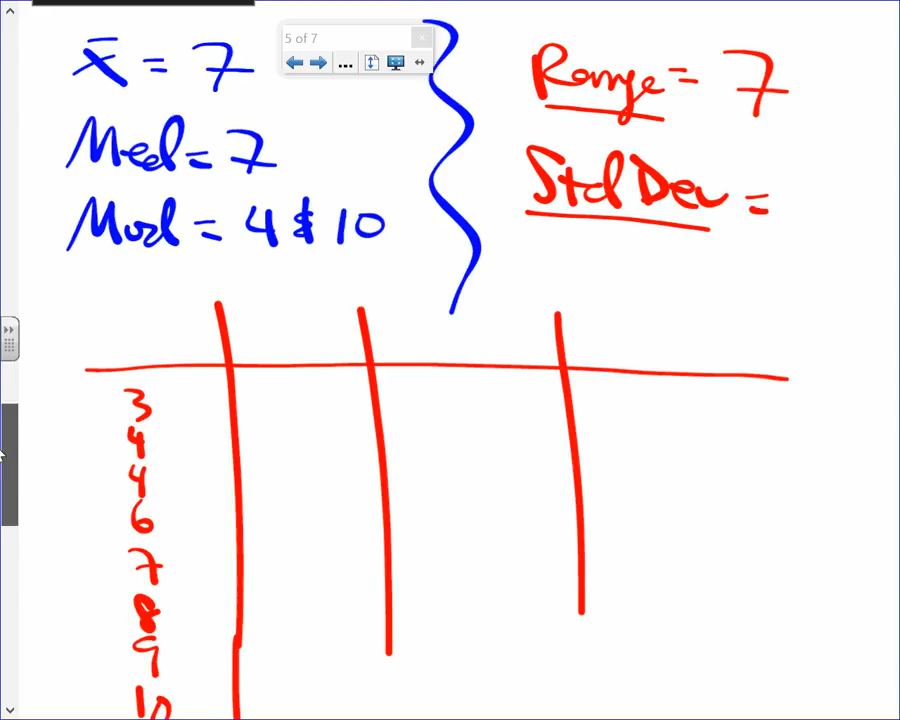 5 of 7
x̄ = 7
Med = 7
Mod = 4 & 10
Range = 7
Std Dev =
3
4
4
6
7
8
9
10